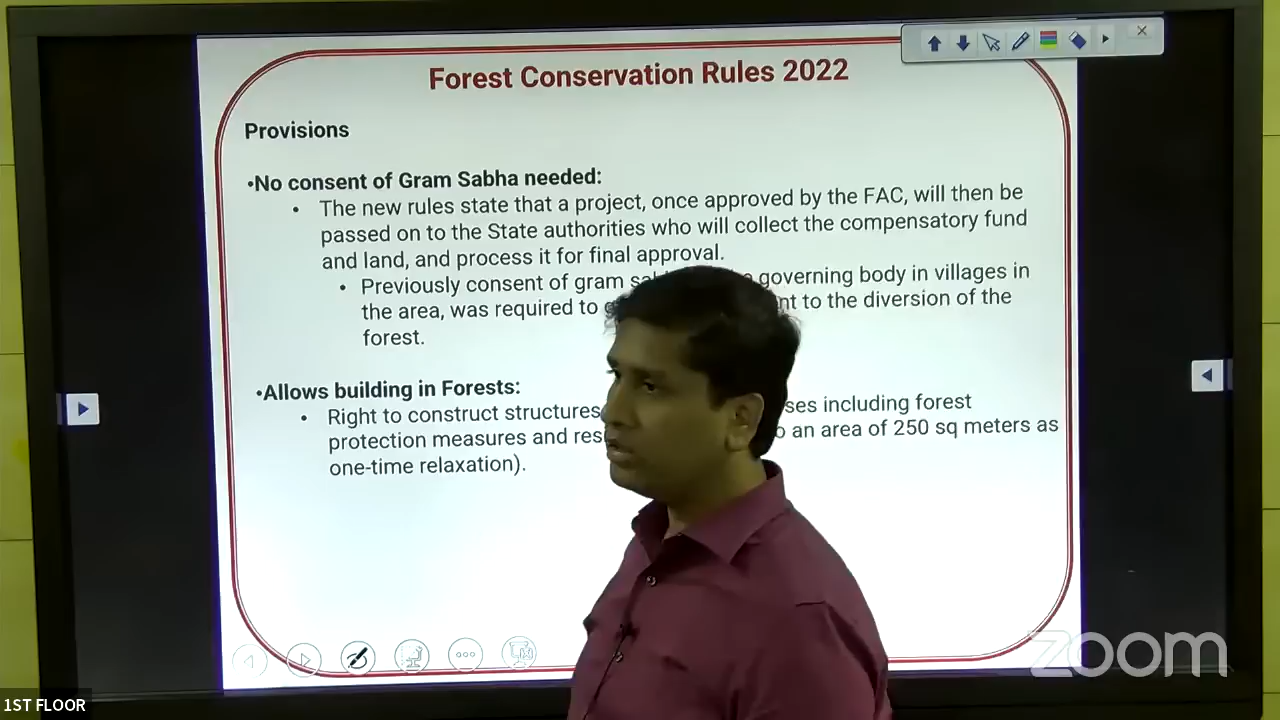 Forest Conservation Rules 2022
Provisions
•No consent of Gram Sabha needed:
• The new rules state that a project, once approved by the FAC, will then be
passed on to the State authorities who will collect the compensatory fund
and land, and process it for final approval.
• Previously consent of gram governing body in villages in
the area, was required to to the diversion of the
forest.
•Allows building in Forests:
• Right to construct structures including forest
protection measures and an area of 250 sq meters as
one-time relaxation).
zoom
1ST FLOOR